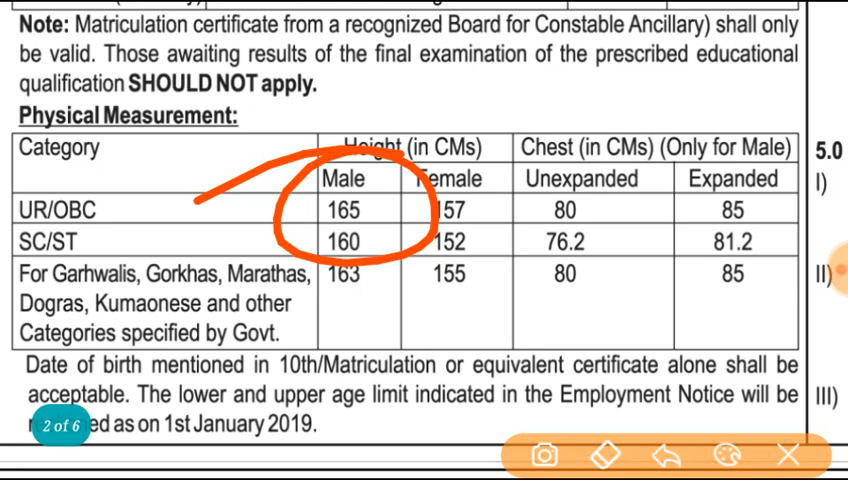 Note: Matriculation certificate from a recognized Board for Constable Ancillary) shall only
be valid. Those awaiting results of the final examination of the prescribed educational
qualification SHOULD NOT apply.
Physical Measurement:
Category Height (in CMs) Chest (in CMs) (Only for Male)
Male Female Unexpanded Expanded
UR/OBC 165 157 80 85
SC/ST 160 152 76.2 81.2
For Garhwalis, Gorkhas, Marathas, 163 155 80 85
Dogras, Kumaonese and other
Categories specified by Govt.
Date of birth mentioned in 10th/Matriculation or equivalent certificate alone shall be
acceptable. The lower and upper age limit indicated in the Employment Notice will be
ed as on 1st January 2019.
2 of 6
5.0
I)
II)
III)